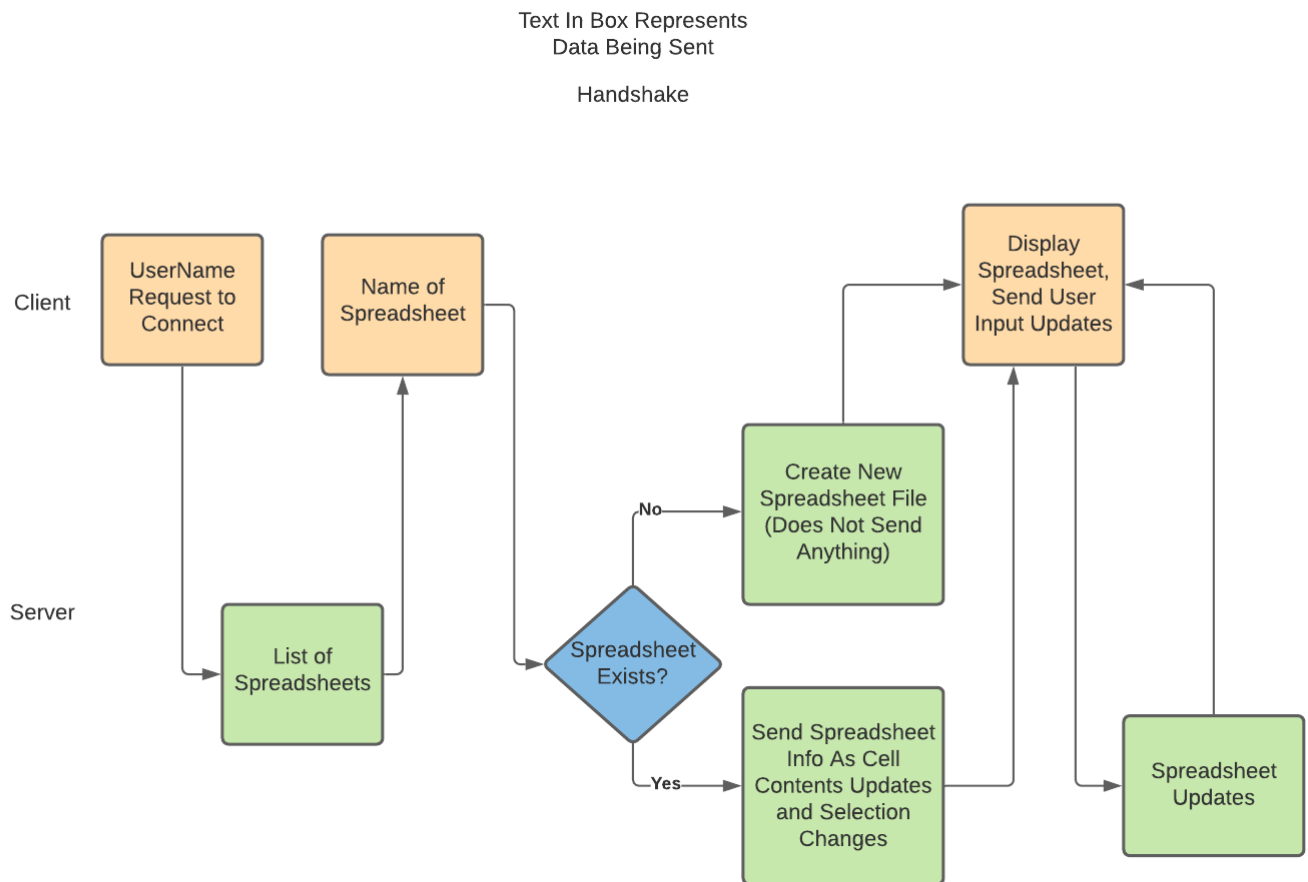 Text In Box Represents
Data Being Sent
Handshake
Client
UserName
Request to
Connect
Name of
Spreadsheet
Display
Spreadsheet,
Send User
Input Updates
Create New
Spreadsheet File
(Does Not Send
Anything)
No
Server
List of
Spreadsheets
Spreadsheet
Exists?
Yes
Send Spreadsheet
Info As Cell
Contents Updates
and Selection
Changes
Spreadsheet
Updates